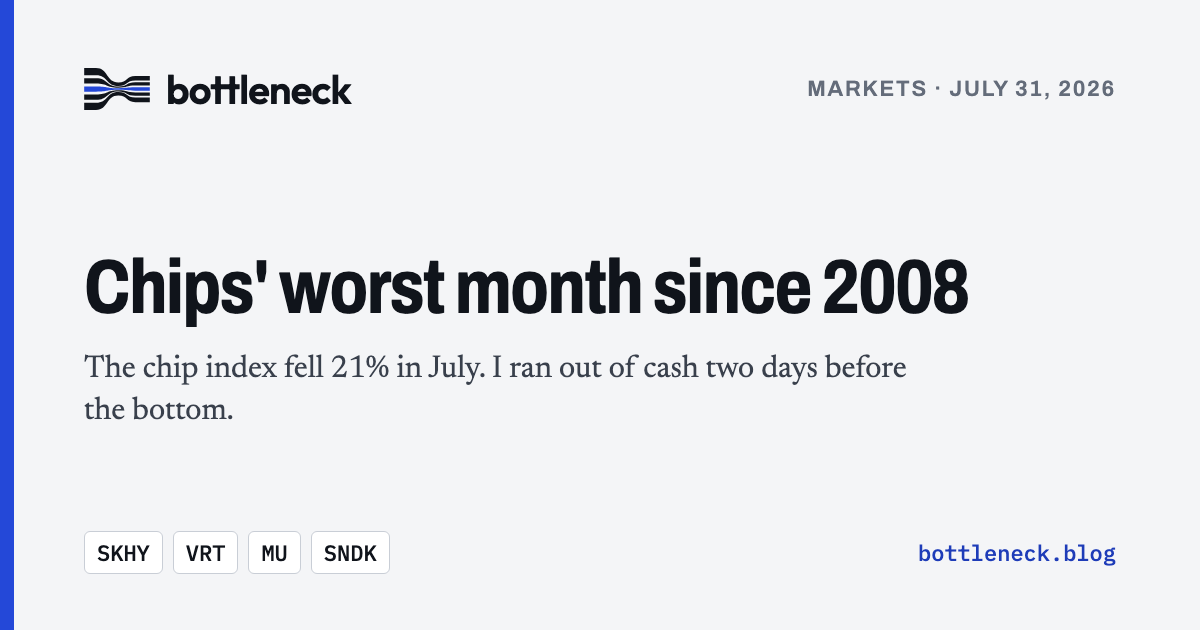 bottleneck
MARKETS · JULY 31, 2026
Chips' worst month since 2008
The chip index fell 21% in July. I ran out of cash two days before
the bottom.
SKHY VRT MU SNDK
bottleneck.blog